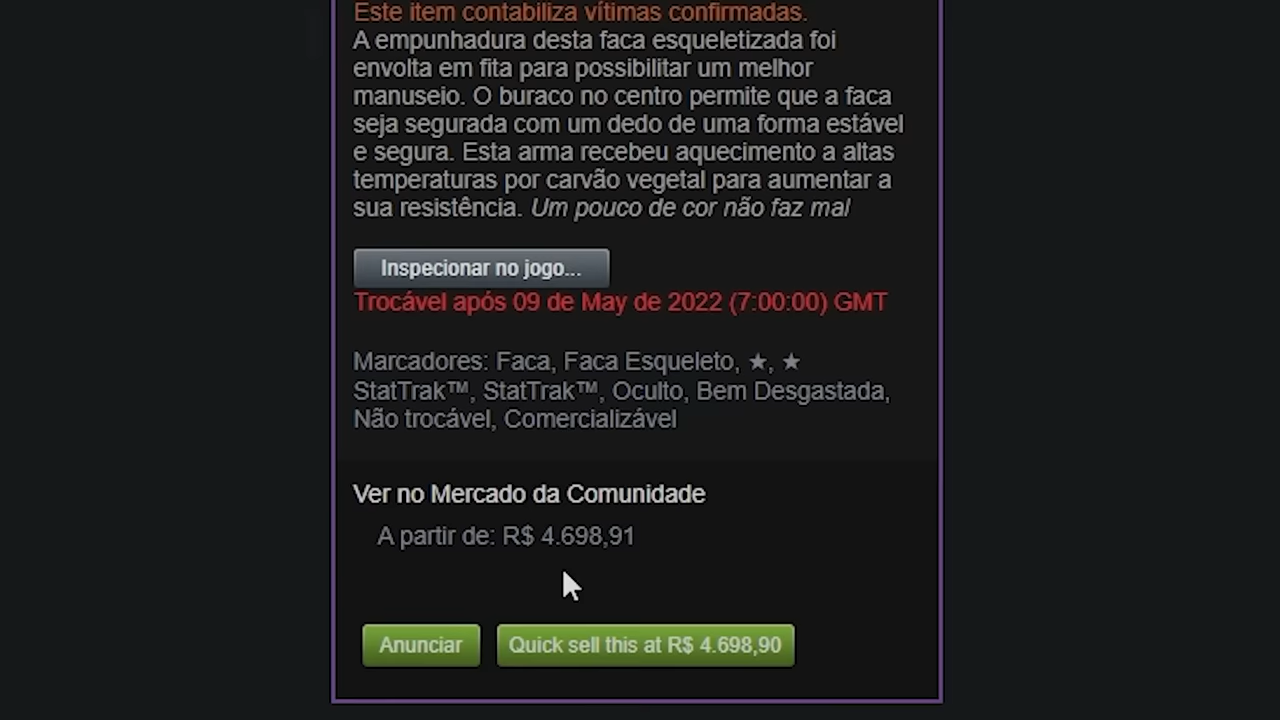 Este item contabiliza vítimas confirmadas.
A empunhadura desta faca esqueletizada foi
envolta em fita para possibilitar um melhor
manuseio. O buraco no centro permite que a faca
seja segurada com um dedo de uma forma estável
e segura. Esta arma recebeu aquecimento a altas
temperaturas por carvão vegetal para aumentar a
sua resistência. Um pouco de cor não faz mal
Inspecionar no jogo...
Trocável após 09 de May de 2022 (7:00:00) GMT
Marcadores: Faca, Faca Esqueleto, ★, ★
StatTrak™, StatTrak™, Oculto, Bem Desgastada,
Não trocável, Comercializável
Ver no Mercado da Comunidade
A partir de: R$ 4.698,91
Anunciar
Quick sell this at R$ 4.698,90